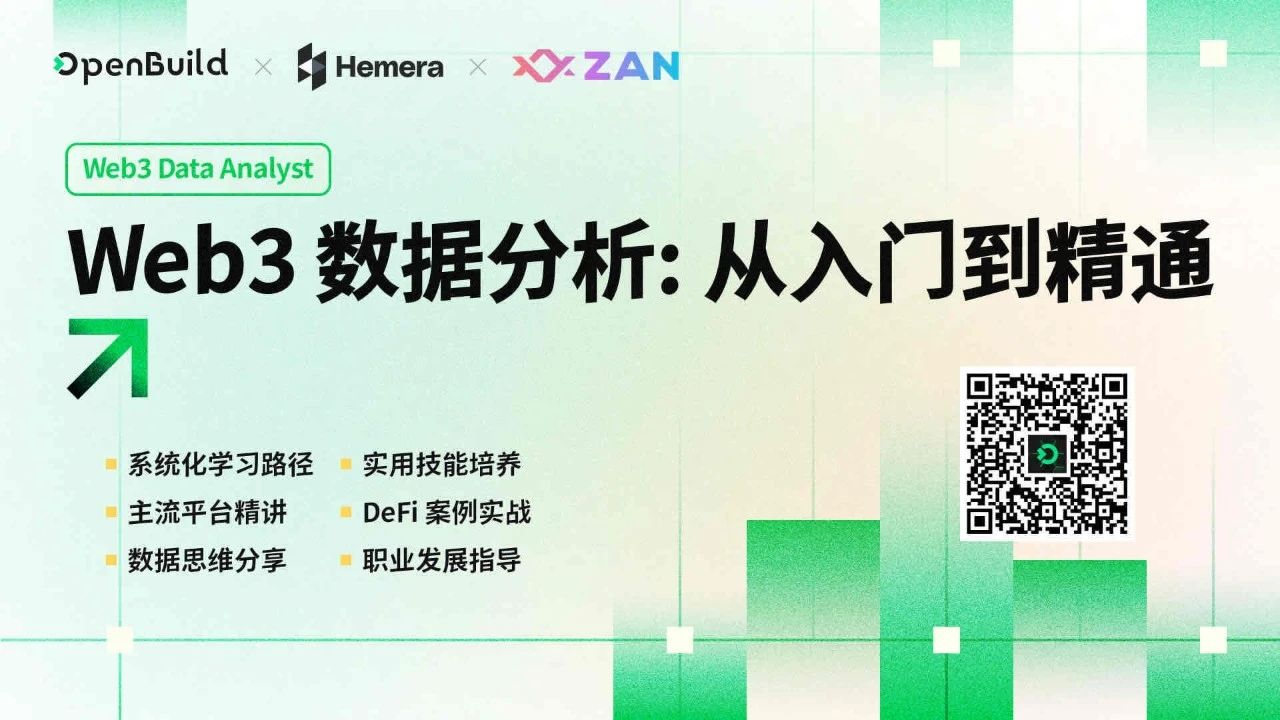 OpenBuild × Hemera × ZAN
Web3 Data Analyst
Web3 数据分析: 从入门到精通
系统化学习路径
实用技能培养
主流平台精讲
DeFi 案例实战
数据思维分享
职业发展指导